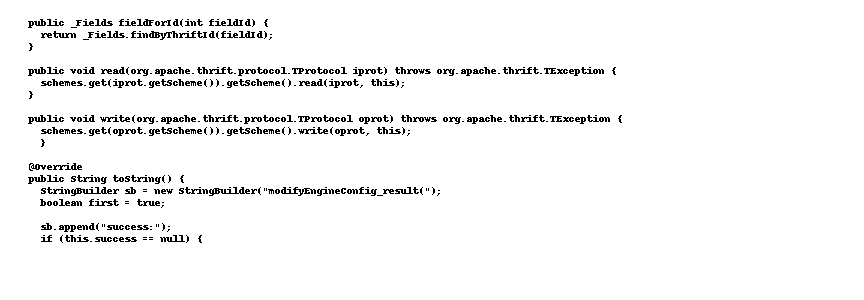 public _Fields fieldForId(int fieldId) {
  return _Fields.findByThriftId(fieldId);
}

public void read(org.apache.thrift.protocol.TProtocol iprot) throws org.apache.thrift.TException {
  schemes.get(iprot.getScheme()).getScheme().read(iprot, this);
}

public void write(org.apache.thrift.protocol.TProtocol oprot) throws org.apache.thrift.TException {
  schemes.get(oprot.getScheme()).getScheme().write(oprot, this);
  }

@Override
public String toString() {
  StringBuilder sb = new StringBuilder("modifyEngineConfig_result(");
  boolean first = true;

  sb.append("success:");
  if (this.success == null) {